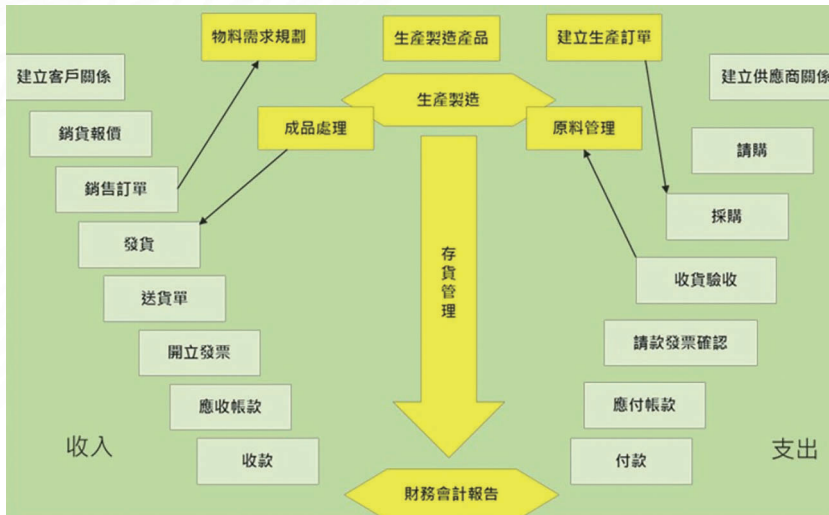 物料需求規劃
生產製造產品
建立生產訂單
建立客戶關係
生產製造
建立供應商關係
銷貨報價
成品處理
原料管理
請購
銷售訂單
採購
發貨
存貨管理
收貨驗收
送貨單
開立發票
請款發票確認
應收帳款
應付帳款
收入
收款
付款
支出
財務會計報告